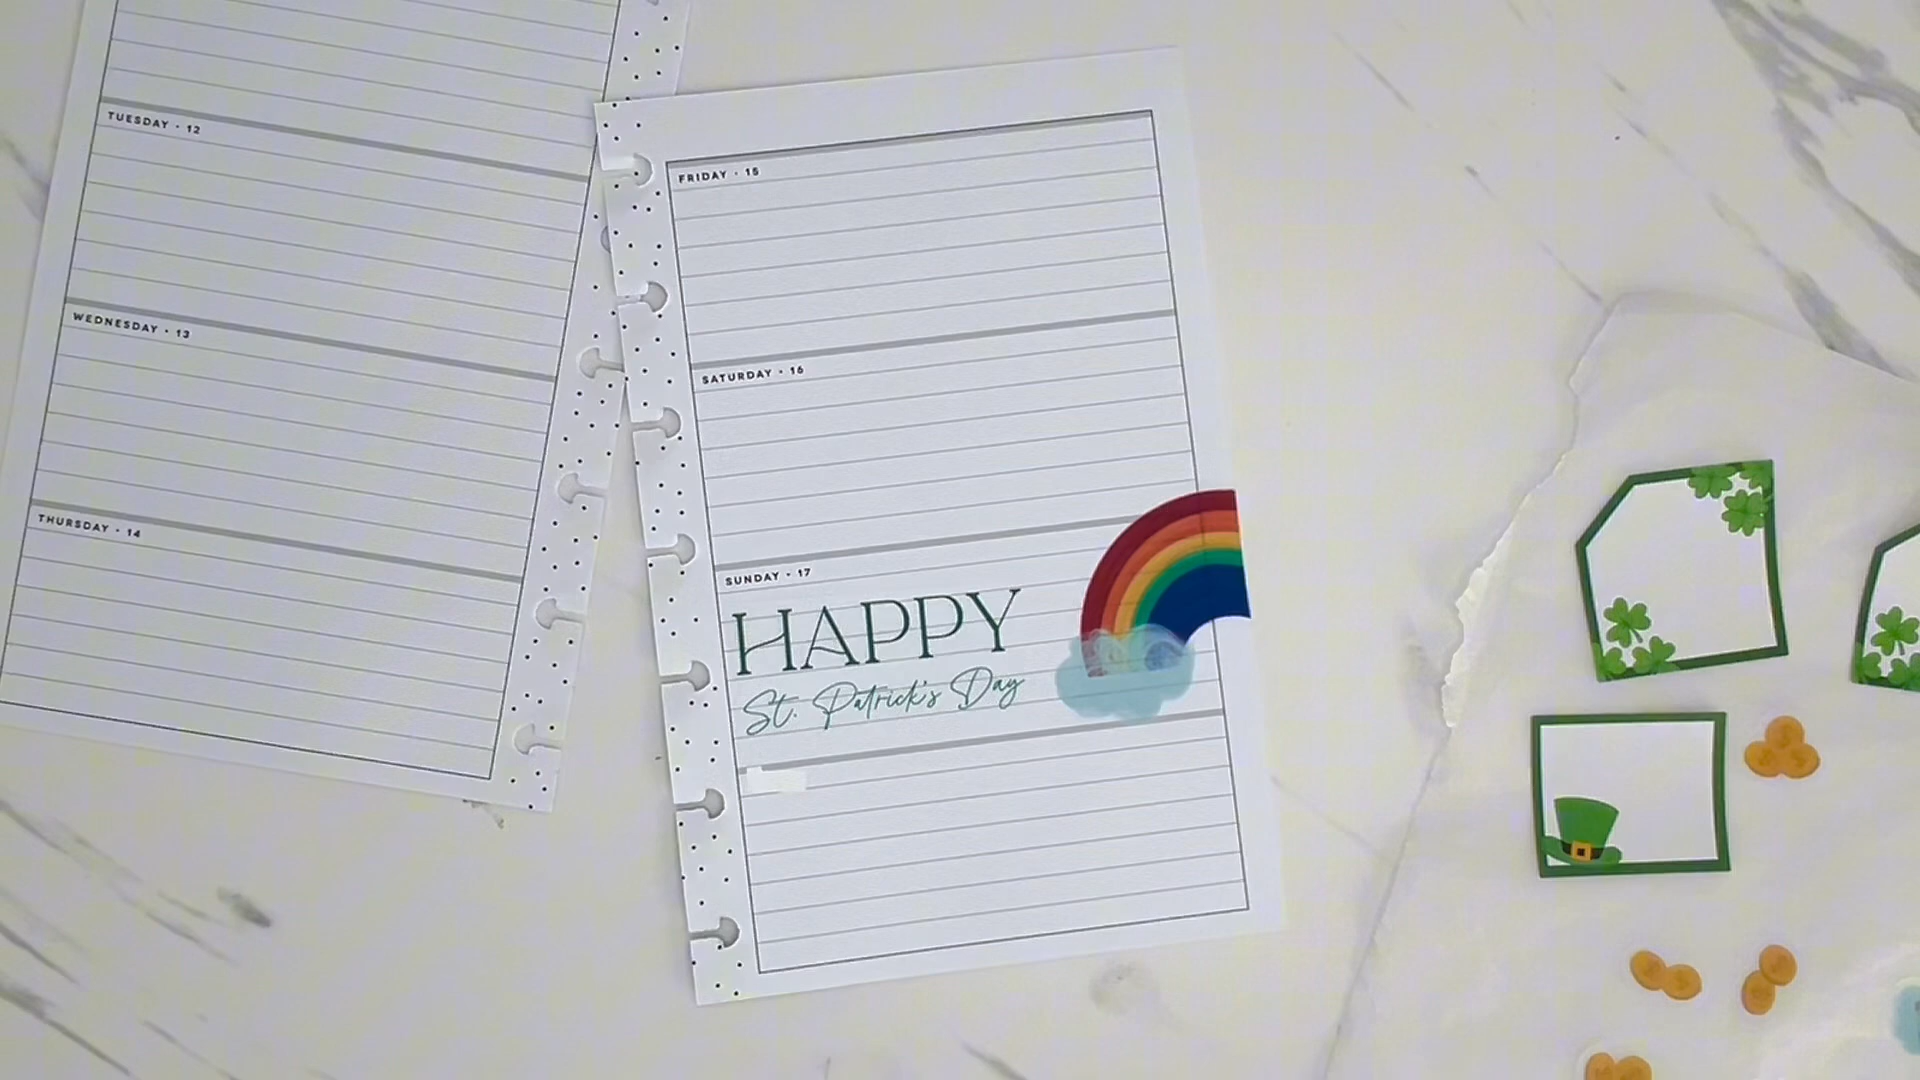 TUESDAY · 12
WEDNESDAY · 13
THURSDAY · 14
FRIDAY · 15
SATURDAY · 16
SUNDAY · 17
HAPPY
St. Patrick's Day